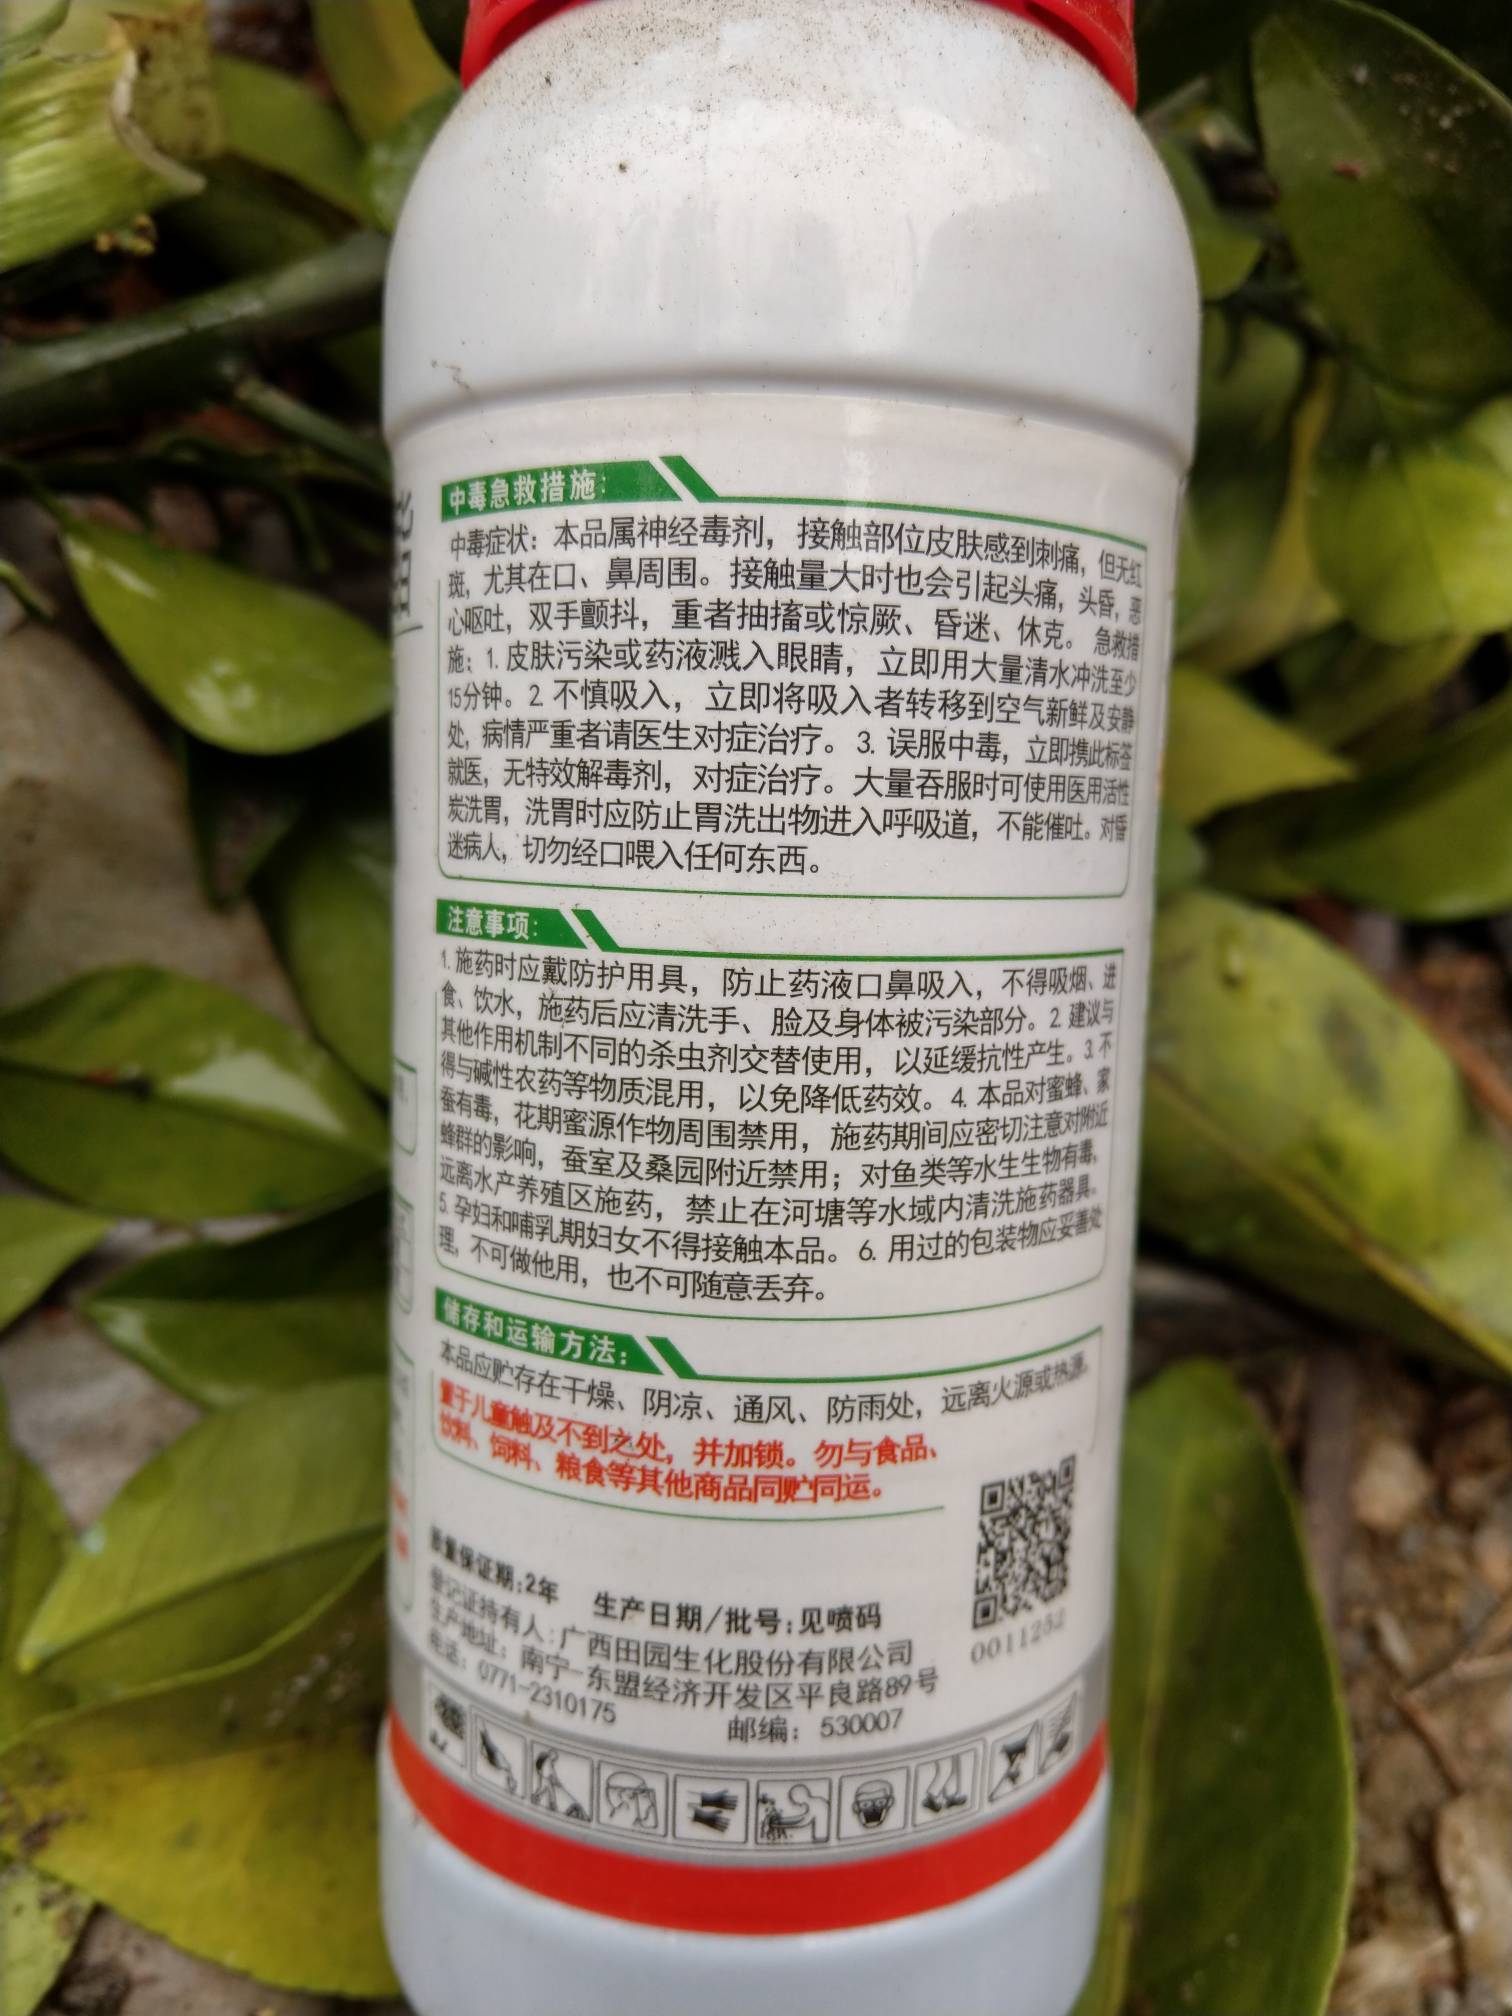 中毒急救措施:
中毒症状：本品属神经毒剂，接触部位皮肤感到刺痛，但无红
斑，尤其在口、鼻周围。接触量大时也会引起头痛，头昏，恶
心呕吐，双手颤抖，重者抽搐或惊厥、昏迷、休克。急救措
施：1.皮肤污染或药液溅入眼睛，立即用大量清水冲洗至少
15分钟。2.不慎吸入，立即将吸入者转移到空气新鲜及安静
处，病情严重者请医生对症治疗。3.误服中毒，立即携此标签
就医，无特效解毒剂，对症治疗。大量吞服时可使用医用活性
炭洗胃，洗胃时应防止胃洗出物进入呼吸道，不能催吐。对昏
迷病人，切勿经口喂入任何东西。
注意事项:
1.施药时应戴防护用具，防止药液口鼻吸入，不得吸烟、进
食、饮水，施药后应清洗手、脸及身体被污染部分。2.建议与
其他作用机制不同的杀虫剂交替使用，以延缓抗性产生。3.不
得与碱性农药等物质混用，以免降低药效。4.本品对蜜蜂、家
蚕有毒，花期蜜源作物周围禁用，施药期间应密切注意对附近
蜂群的影响，蚕室及桑园附近禁用；对鱼类等水生生物有毒，
远离水产养殖区施药，禁止在河塘等水域内清洗施药器具。
5.孕妇和哺乳期妇女不得接触本品。6.用过的包装物应妥善处
理，不可做他用，也不可随意丢弃。
储存和运输方法:
本品应贮存在干燥、阴凉、通风、防雨处，远离火源或热源。
置于儿童触及不到之处，并加锁。勿与食品、
饮料、饲料、粮食等其他商品同贮同运。
质量保证期:2年 生产日期/批号:见喷码
登记证持有人:广西田园生化股份有限公司
生产地址：南宁-东盟经济开发区平良路89号
电话：0771-2310175 邮编：530007
0011252